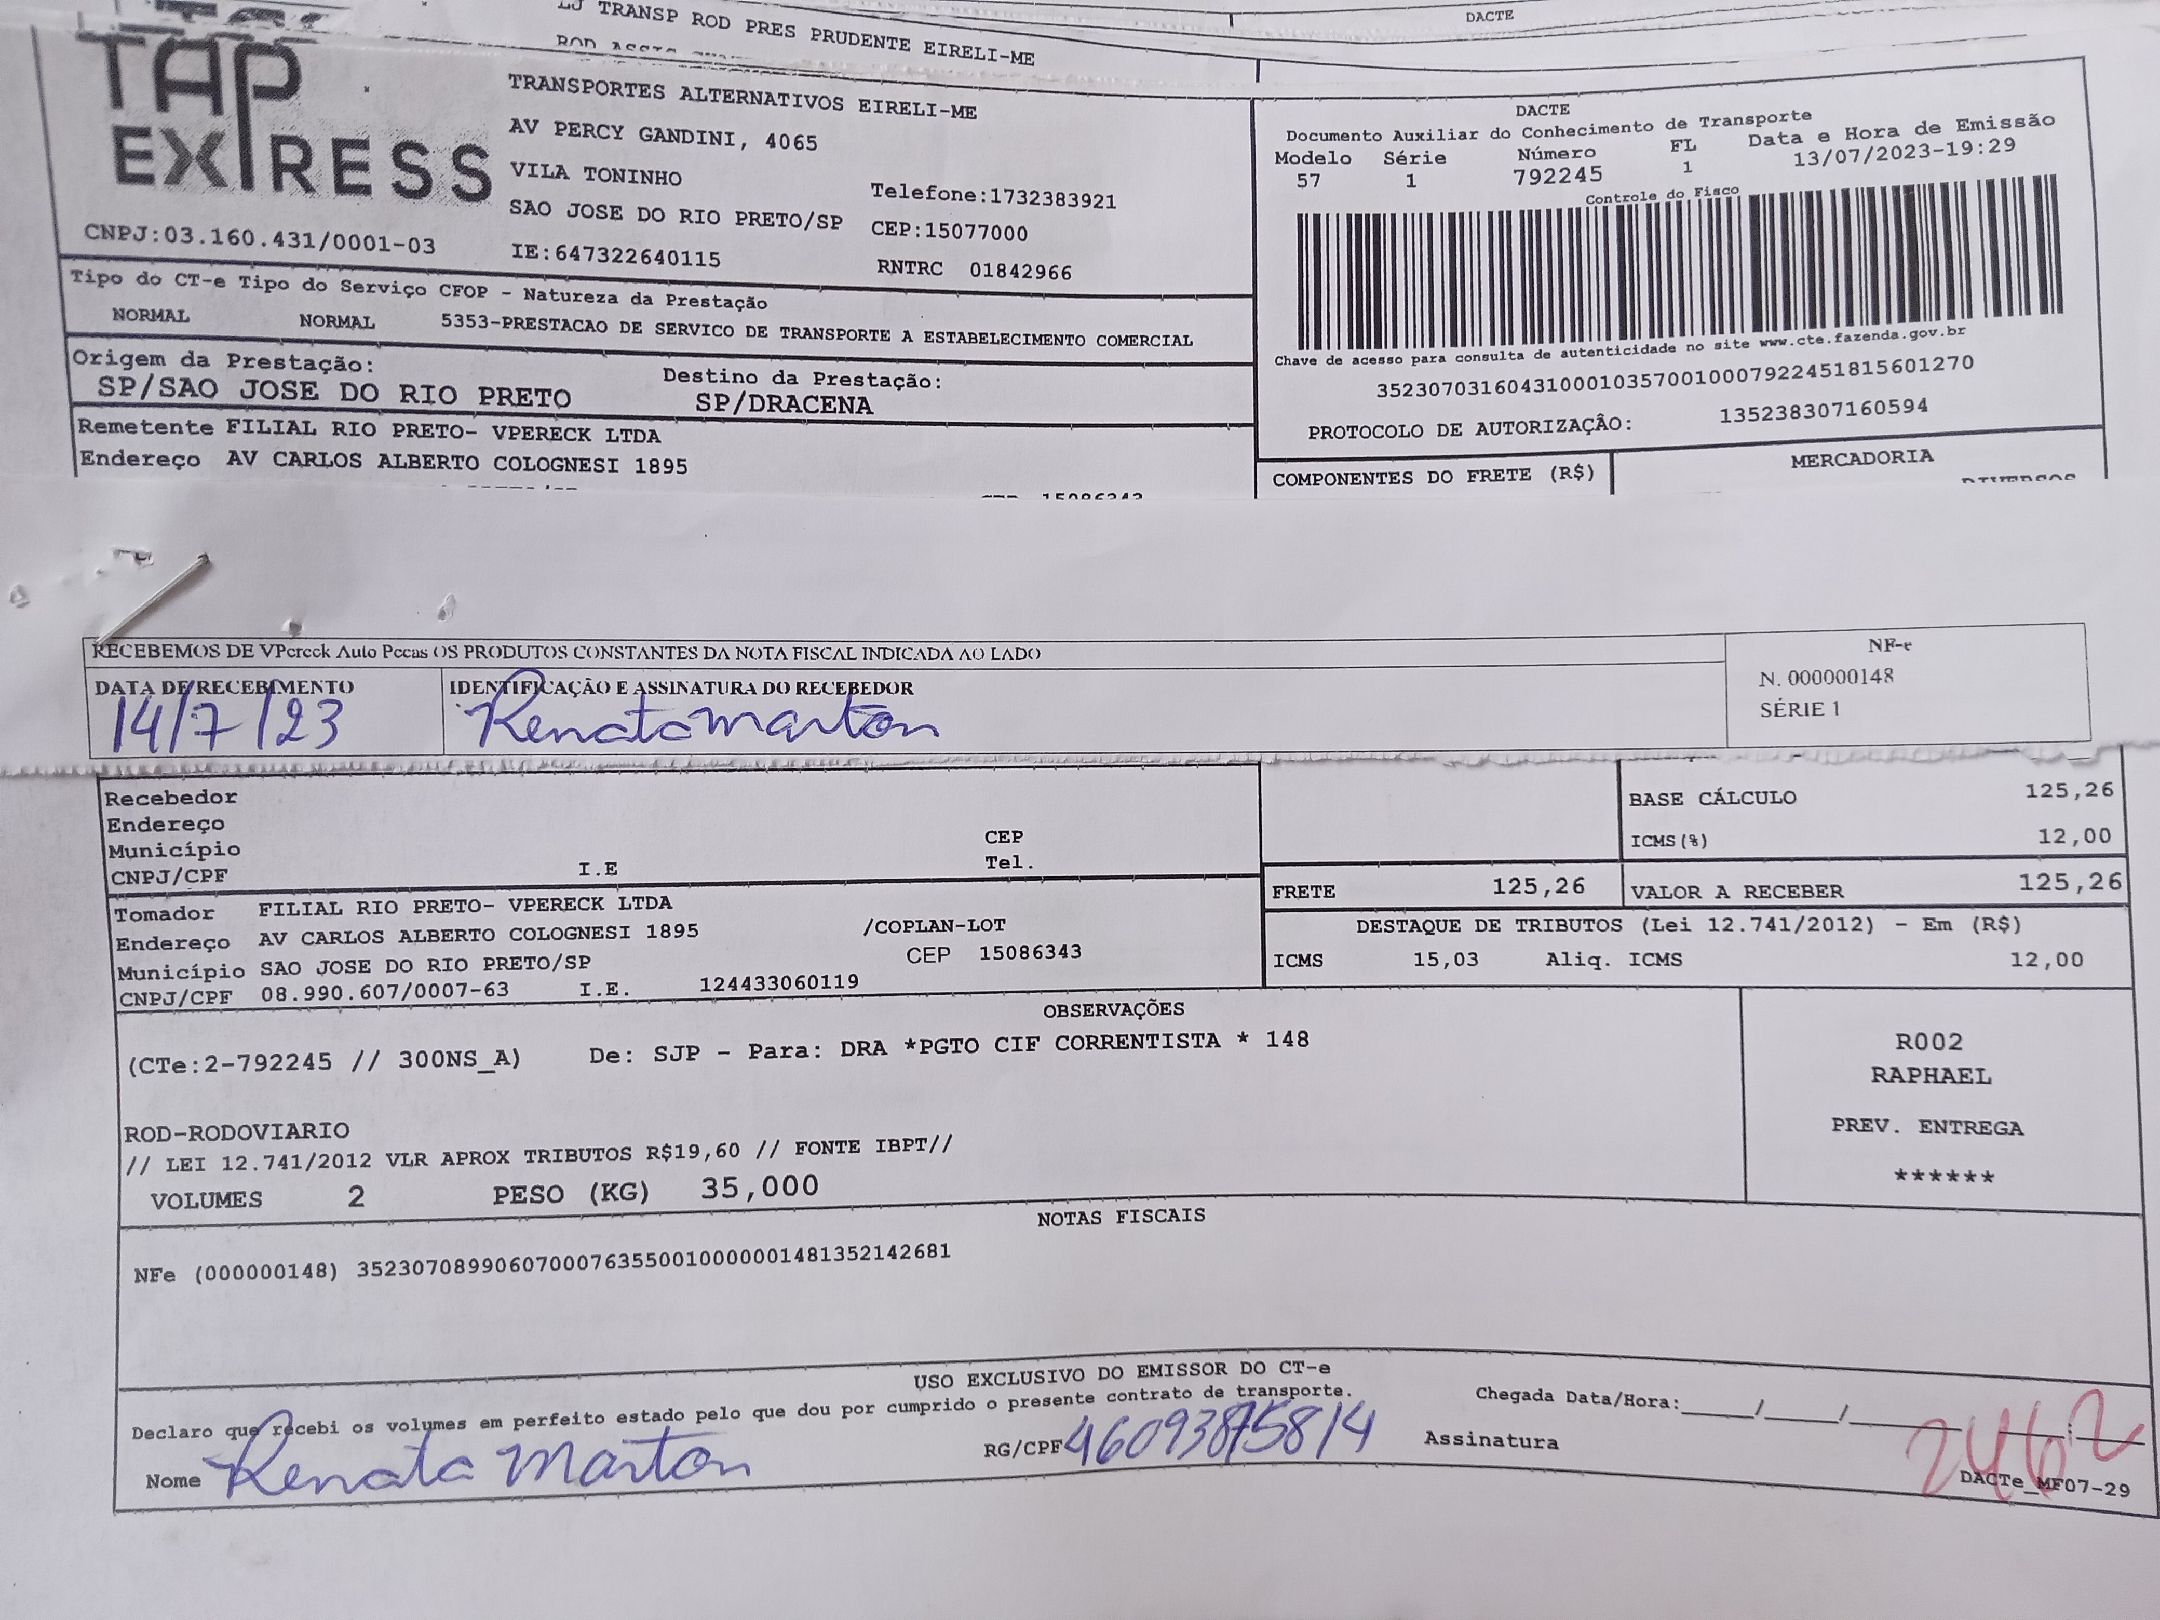 LJ TRANSP ROD PRES PRUDENTE EIRELI-ME
DACTE
TAP EXPRESS
TRANSPORTES ALTERNATIVOS EIRELI-ME
AV PERCY GANDINI, 4065
VILA TONINHO
Telefone:1732383921
SAO JOSE DO RIO PRETO/SP CEP:15077000
CNPJ:03.160.431/0001-03
IE:647322640115
RNTRC 01842966
DACTE
Documento Auxiliar do Conhecimento de Transporte
Modelo Série Número FL Data e Hora de Emissão
57 1 792245 1 13/07/2023-19:29
Controle do Fisco
Chave de acesso para consulta de autenticidade no site www.cte.fazenda.gov.br
35230703160431000103570010007922451815601270
PROTOCOLO DE AUTORIZAÇÂO: 135238307160594
Tipo do CT-e Tipo do Serviço CFOP - Natureza da Prestação
NORMAL NORMAL 5353-PRESTACAO DE SERVICO DE TRANSPORTE A ESTABELECIMENTO COMERCIAL
Origem da Prestação: Destino da Prestação:
SP/SAO JOSE DO RIO PRETO SP/DRACENA
Remetente FILIAL RIO PRETO- VPERECK LTDA
Endereço AV CARLOS ALBERTO COLOGNESI 1895
COMPONENTES DO FRETE (R$) MERCADORIA
DIVERSOS
15086343
RECEBEMOS DE VPereck Auto Pecas OS PRODUTOS CONSTANTES DA NOTA FISCAL INDICADA AO LADO
NF-e
N. 000000148
SÉRIE 1
DATA DE RECEBIMENTO IDENTIFICAÇÃO E ASSINATURA DO RECEBEDOR
14/7/23 Renata Marton
Recebedor
Endereço
Município CEP
CNPJ/CPF I.E Tel.
BASE CÁLCULO 125,26
ICMS(%) 12,00
FRETE 125,26 VALOR A RECEBER 125,26
Tomador FILIAL RIO PRETO- VPERECK LTDA
Endereço AV CARLOS ALBERTO COLOGNESI 1895 /COPLAN-LOT
Município SAO JOSE DO RIO PRETO/SP CEP 15086343
CNPJ/CPF 08.990.607/0007-63 I.E. 124433060119
DESTAQUE DE TRIBUTOS (Lei 12.741/2012) - Em (R$)
ICMS 15,03 Aliq. ICMS 12,00
OBSERVAÇÕES
(CTe:2-792245 // 300NS_A) De: SJP - Para: DRA *PGTO CIF CORRENTISTA * 148
ROD-RODOVIARIO
// LEI 12.741/2012 VLR APROX TRIBUTOS R$19,60 // FONTE IBPT//
VOLUMES 2 PESO (KG) 35,000
R002
RAPHAEL
PREV. ENTREGA
******
NOTAS FISCAIS
NFe (000000148) 35230708990607000763550010000001481352142681
USO EXCLUSIVO DO EMISSOR DO CT-e
Declaro que recebi os volumes em perfeito estado pelo que dou por cumprido o presente contrato de transporte.
Chegada Data/Hora:____/____/____ __:__
Nome Renata Marton RG/CPF 46093875814 Assinatura
2462
DACTe_MF07-29